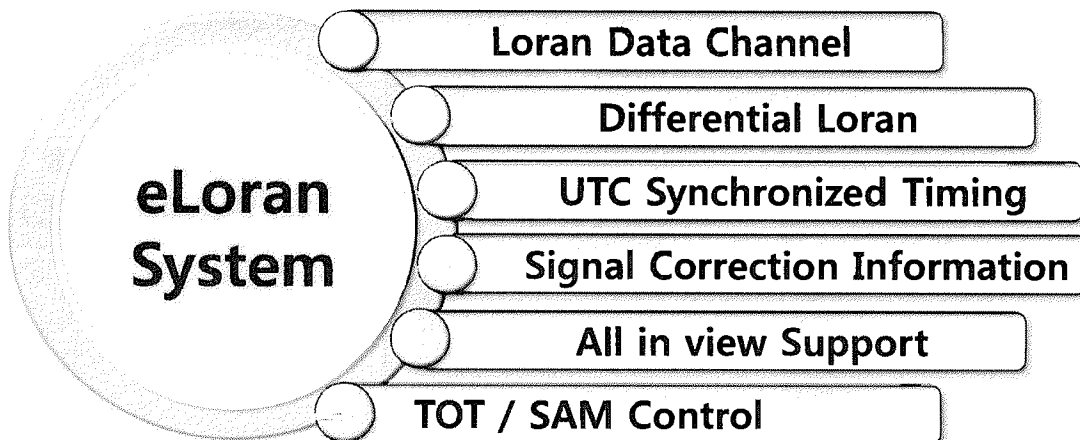 eLoran
System
Loran Data Channel
Differential Loran
UTC Synchronized Timing
Signal Correction Information
All in view Support
TOT / SAM Control